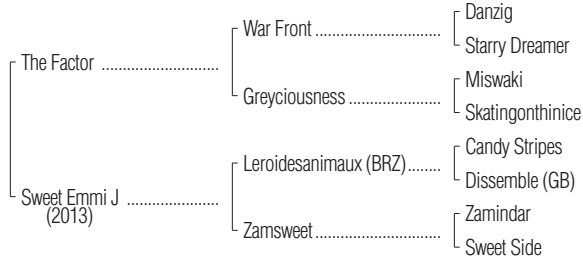 Danzig
War Front ....................
Starry Dreamer
The Factor ............................
Miswaki
Greyciousness ......................
Skatingonthinice
Candy Stripes
Leroidesanimaux (BRZ)........
Dissemble (GB)
Sweet Emmi J ......................
(2013)
Zamindar
Zamsweet..............................
Sweet Side